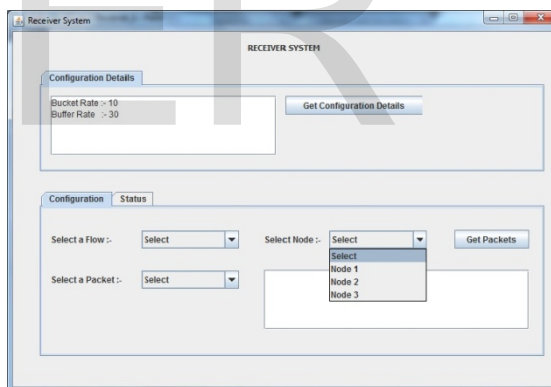 Receiver System
RECEIVER SYSTEM
Configuration Details
Bucket Rate :- 10
Buffer Rate :- 30
Get Configuration Details
Configuration Status
Select a Flow :- Select Select Node :- Select Get Packets
Select
Node 1
Node 2
Node 3
Select a Packet :- Select